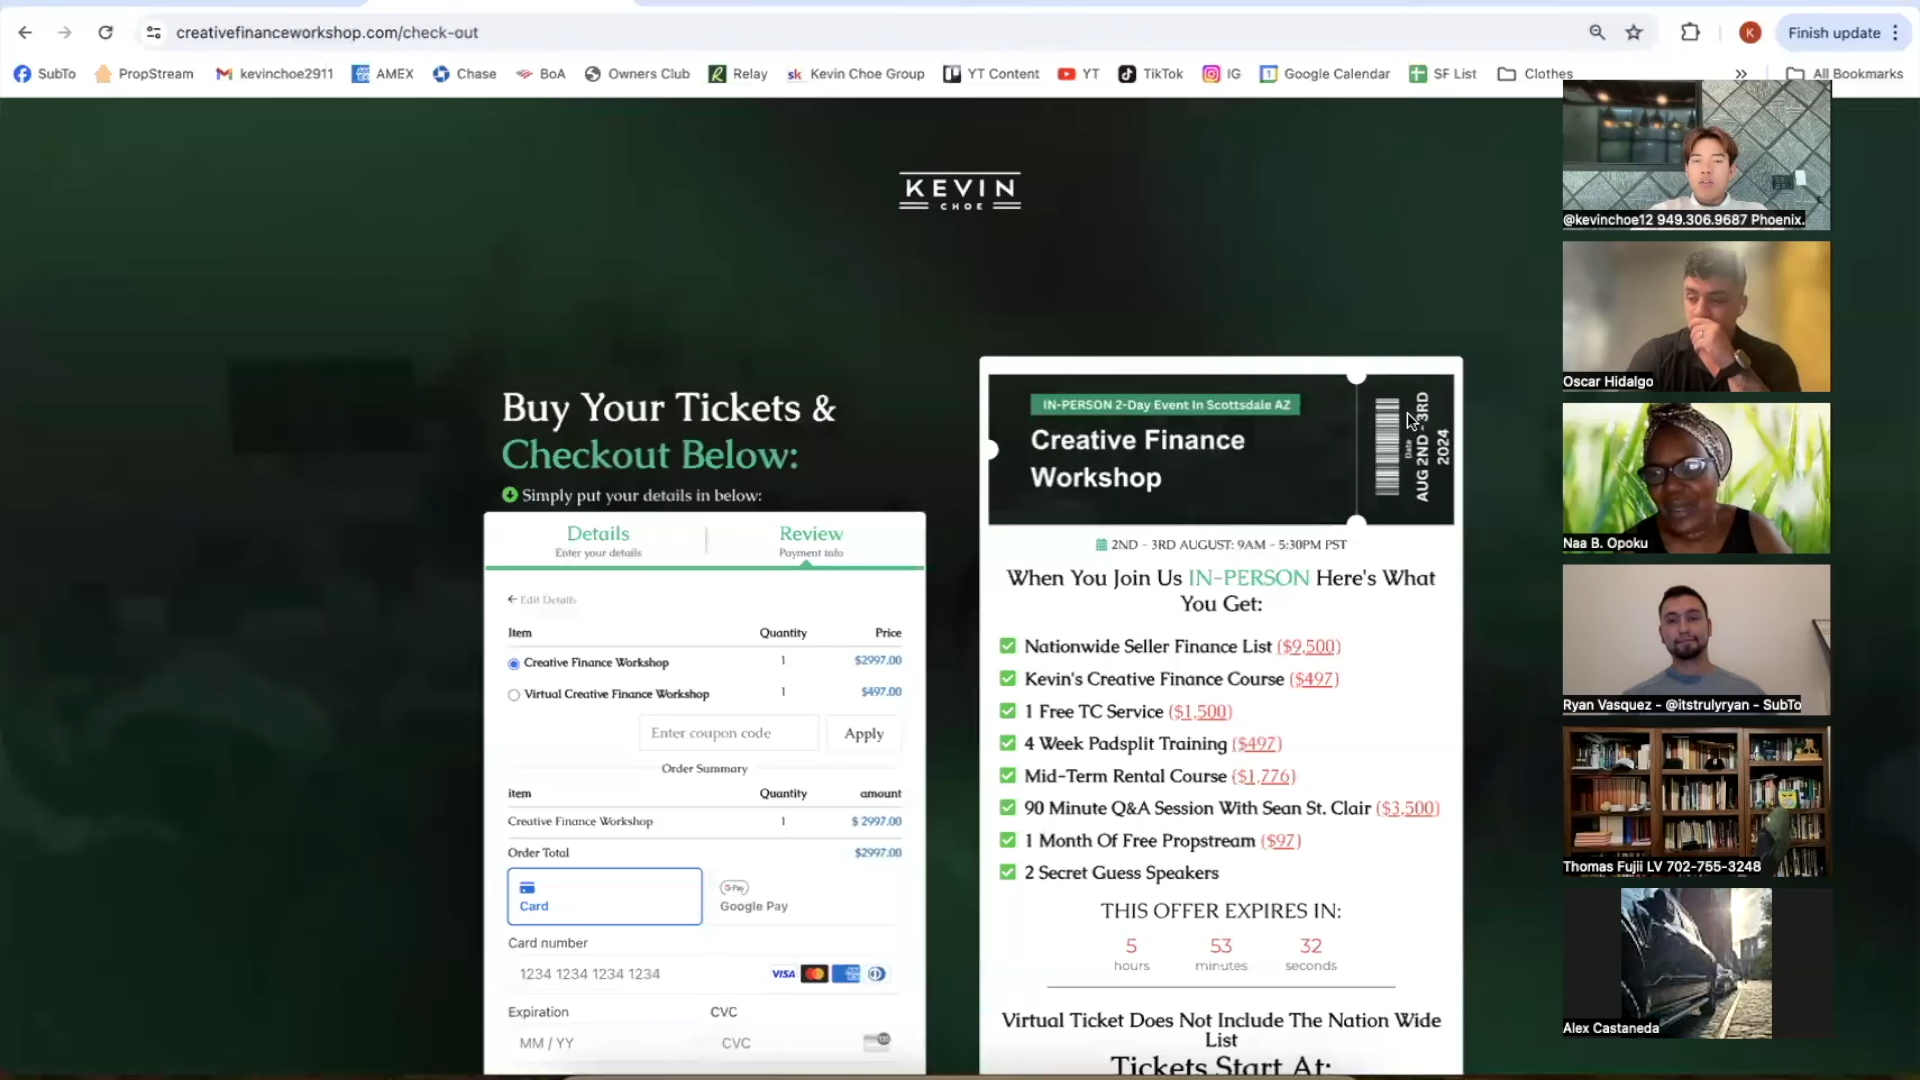 creativefinanceworkshop.com/check-out
K
Finish update
SubTo
PropStream
kevinchoe2911
AMEX
Chase
BoA
Owners Club
Relay
sk Kevin Choe Group
YT Content
YT
TikTok
IG
1 Google Calendar
SF List
Clothes
All Bookmarks
KEVIN
CHOE
Buy Your Tickets &
Checkout Below:
Simply put your details in below:
Details
Enter your details
Review
Payment info
Edit Details
Item Quantity Price
Creative Finance Workshop 1 $2997.00
Virtual Creative Finance Workshop 1 $497.00
Enter coupon code Apply
Order Summary
item Quantity amount
Creative Finance Workshop 1 $ 2997.00
Order Total $2997.00
Card
G Pay
Google Pay
Card number
1234 1234 1234 1234
VISA
Expiration CVC
MM / YY CVC
IN-PERSON 2-Day Event In Scottsdale AZ
Creative Finance
Workshop
Date
AUG 2ND - 3RD
2024
2ND - 3RD AUGUST: 9AM - 5:30PM PST
When You Join Us IN-PERSON Here's What
You Get:
Nationwide Seller Finance List ($9,500)
Kevin's Creative Finance Course ($497)
1 Free TC Service ($1,500)
4 Week Padsplit Training ($497)
Mid-Term Rental Course ($1,776)
90 Minute Q&A Session With Sean St. Clair ($3,500)
1 Month Of Free Propstream ($97)
2 Secret Guess Speakers
THIS OFFER EXPIRES IN:
5 53 32
hours minutes seconds
Virtual Ticket Does Not Include The Nation Wide
List
Tickets Start At:
@kevinchoe12 949.306.9687 Phoenix.
Oscar Hidalgo
Naa B. Opoku
Ryan Vasquez - @itstrulyryan - SubTo
Thomas Fujii LV 702-755-3248
Alex Castaneda